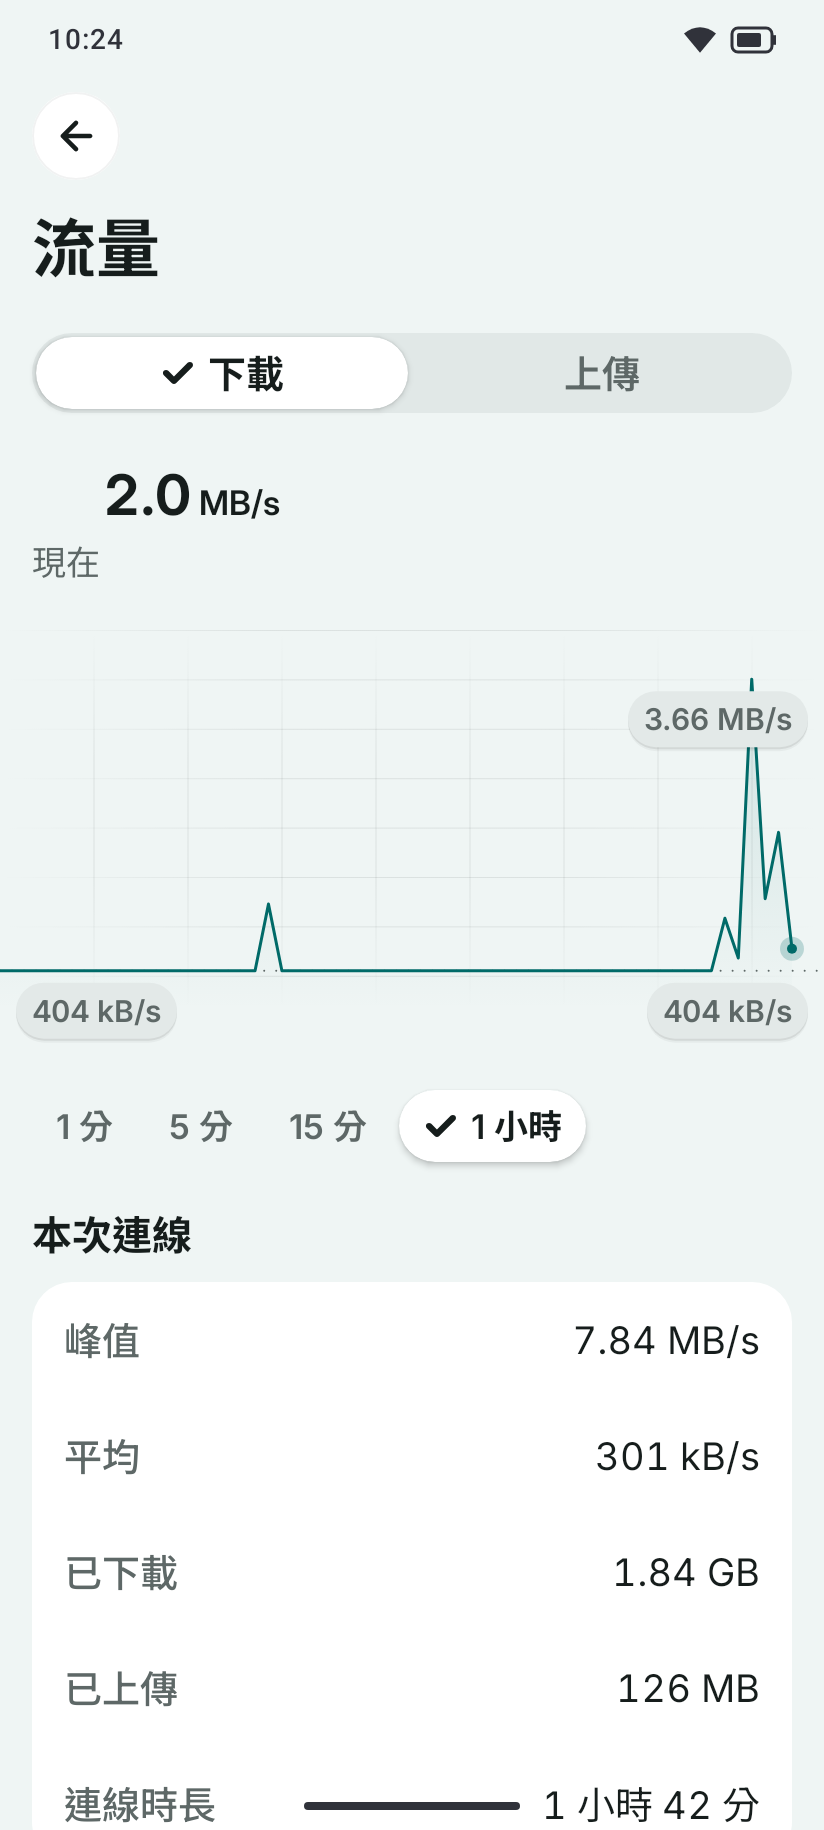 10:24
流量
下載
上傳
2.0 MB/s
現在
3.66 MB/s
404 kB/s
404 kB/s
1 分
5 分
15 分
1 小時
本次連線
峰值
7.84 MB/s
平均
301 kB/s
已下載
1.84 GB
已上傳
126 MB
連線時長
1 小時 42 分